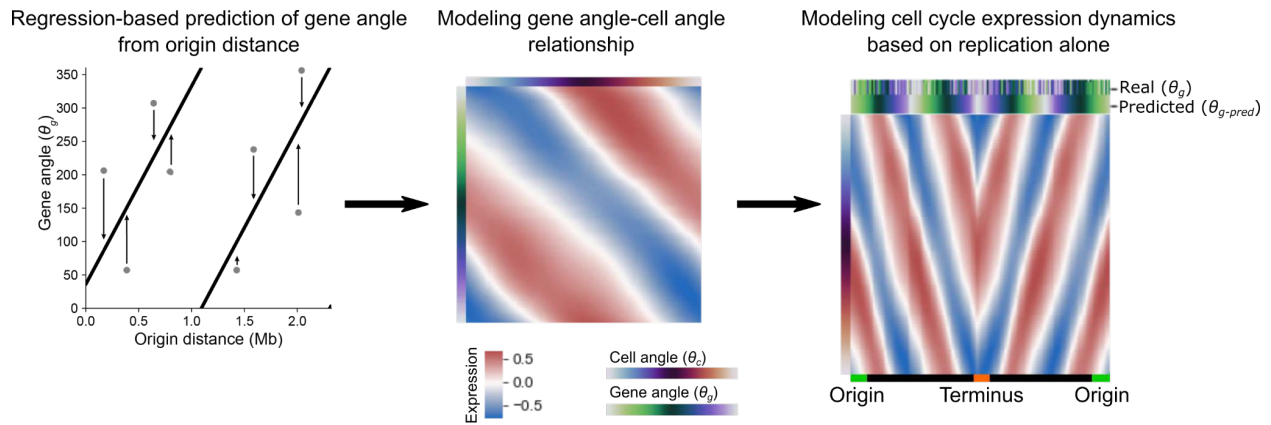 Regression-based prediction of gene angle
from origin distance
Modeling gene angle-cell angle
relationship
Modeling cell cycle expression dynamics
based on replication alone
Gene angle (θg)
350
300
250
200
150
100
50
0
0.0 0.5 1.0 1.5 2.0
Origin distance (Mb)
Expression
0.5
0.0
−0.5
Cell angle (θc)
Gene angle (θg)
Real (θg)
Predicted (θg-pred)
Origin Terminus Origin